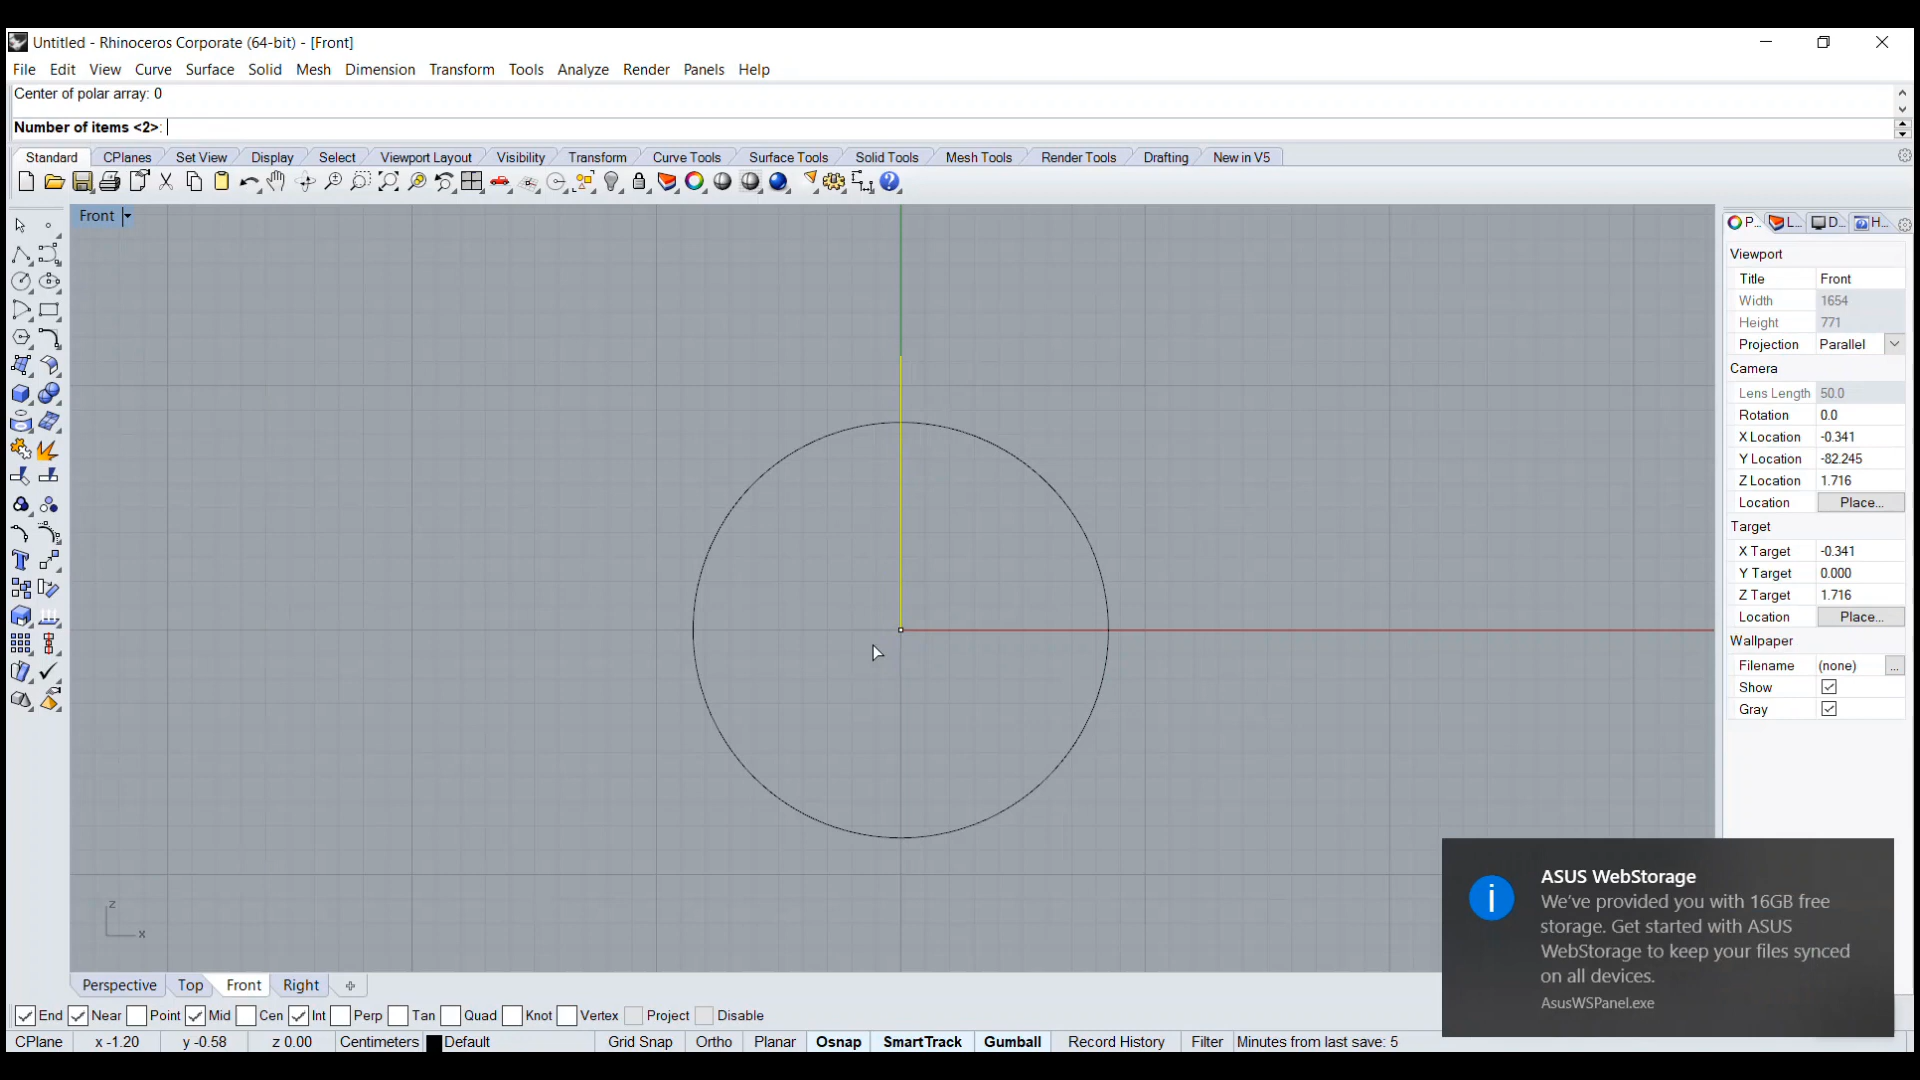 Untitled - Rhinoceros Corporate (64-bit) - [Front]
File Edit View Curve Surface Solid Mesh Dimension Transform Tools Analyze Render Panels Help
Center of polar array: 0
Number of items <2>:
Standard CPlanes Set View Display Select Viewport Layout Visibility Transform Curve Tools Surface Tools Solid Tools Mesh Tools Render Tools Drafting New in V5
Front
P... L... D... H...
Viewport
Title Front
Width 1654
Height 771
Projection Parallel
Camera
Lens Length 50.0
Rotation 0.0
X Location -0.341
Y Location -82.245
Z Location 1.716
Location Place...
Target
X Target -0.341
Y Target 0.000
Z Target 1.716
Location Place...
Wallpaper
Filename (none) ...
Show
Gray
z
x
ASUS WebStorage
We've provided you with 16GB free
storage. Get started with ASUS
WebStorage to keep your files synced
on all devices.
AsusWSPanel.exe
Perspective Top Front Right
End Near Point Mid Cen Int Perp Tan Quad Knot Vertex Project Disable
CPlane x -1.20 y -0.58 z 0.00 Centimeters Default Grid Snap Ortho Planar Osnap SmartTrack Gumball Record History Filter Minutes from last save: 5